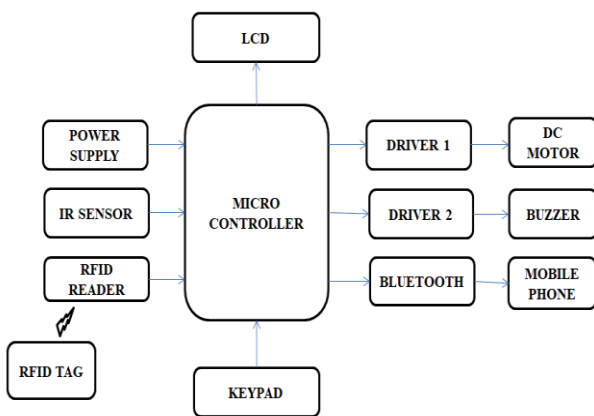 LCD
POWER
SUPPLY
DRIVER 1
DC
MOTOR
IR SENSOR
MICRO
CONTROLLER
DRIVER 2
BUZZER
RFID
READER
BLUETOOTH
MOBILE
PHONE
RFID TAG
KEYPAD